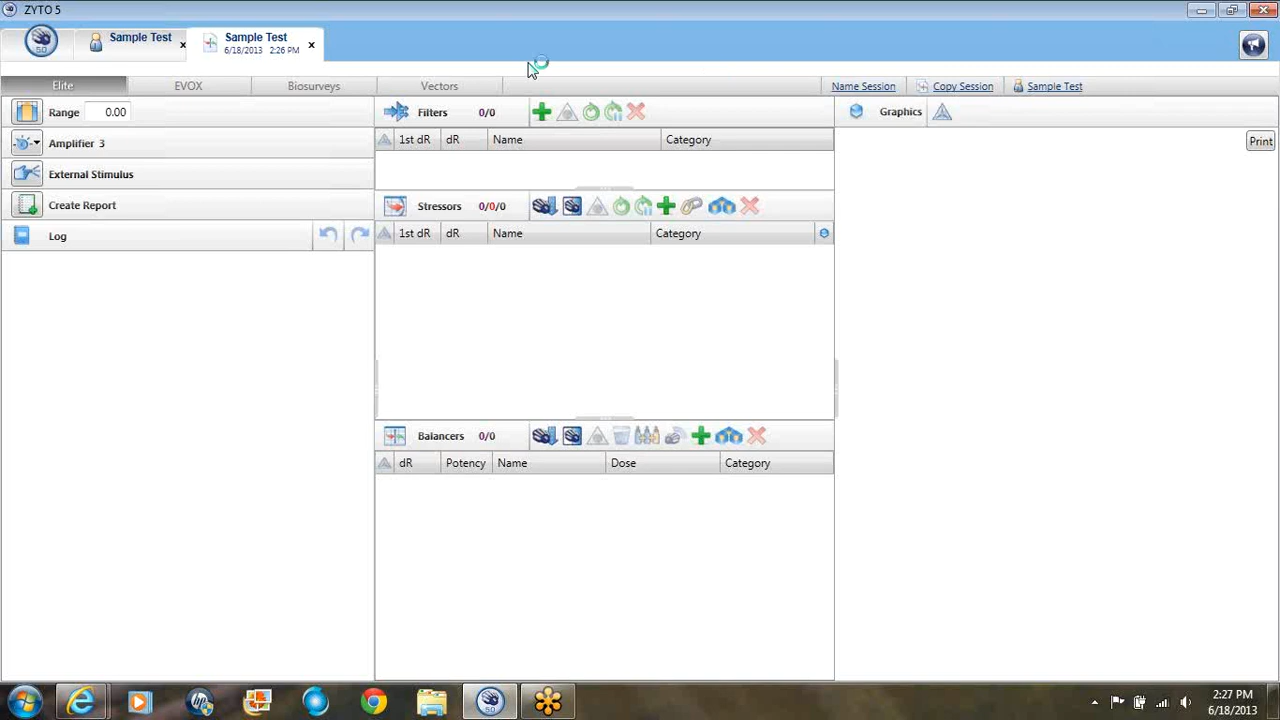 ZYTO 5
Sample Test x
Sample Test x
6/18/2013 2:26 PM
Elite EVOX Biosurveys Vectors Name Session Copy Session Sample Test
Range 0.00
Filters 0/0
Graphics
Print
1st dR dR Name Category
Amplifier 3
External Stimulus
Create Report
Stressors 0/0/0
Log
1st dR dR Name Category
Balancers 0/0
dR Potency Name Dose Category
2:27 PM
6/18/2013